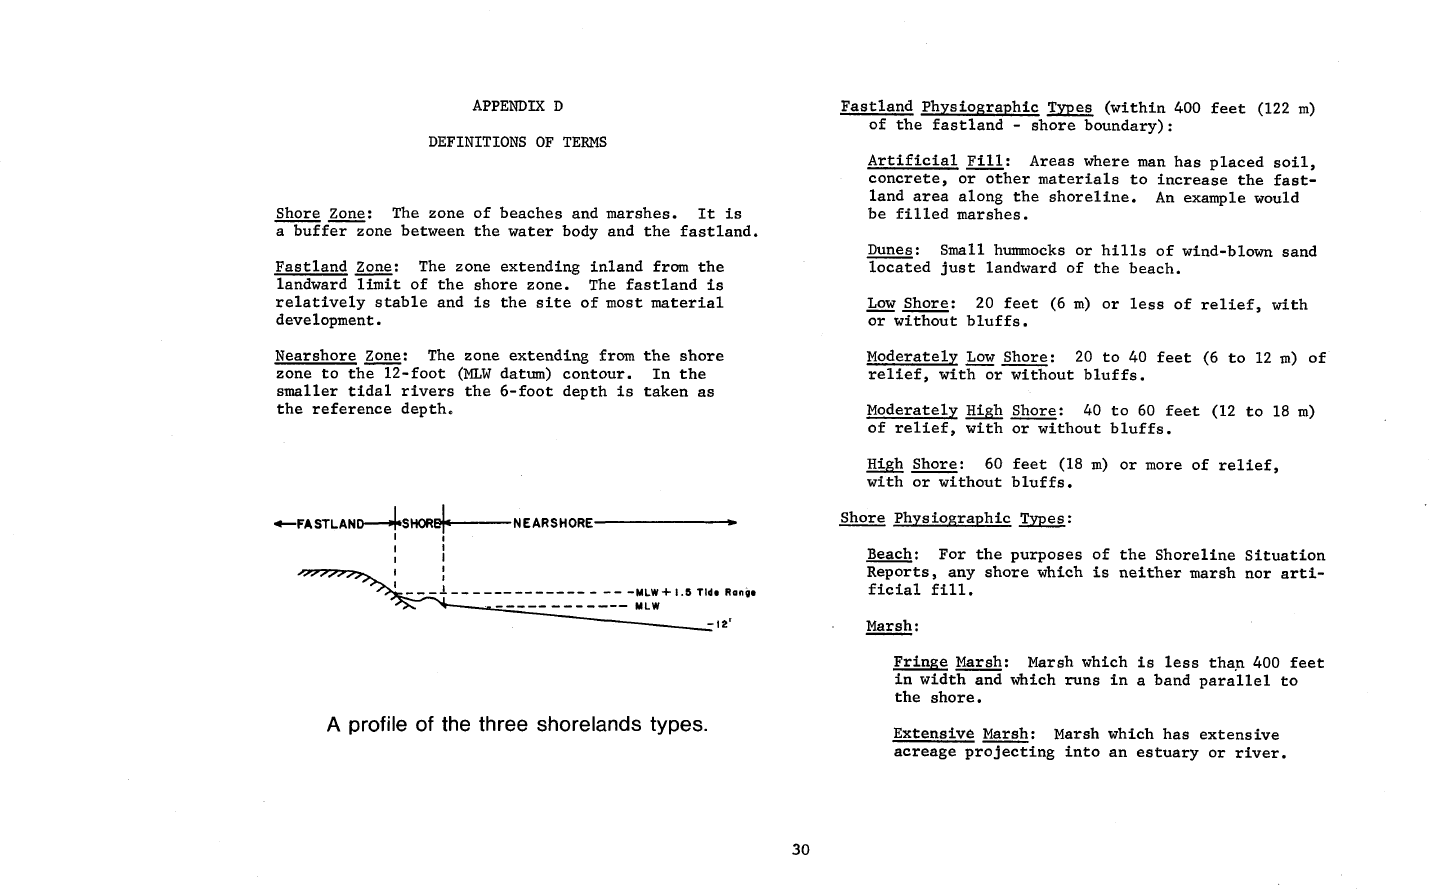 APPENDIX D
DEFINITIONS OF TERMS
Shore Zone: The zone of beaches and marshes. It is
a buffer zone between the water body and the fastland.
Fastland Zone: The zone extending inland from the
landward limit of the shore zone. The fastland is
relatively stable and is the site of most material
development.
Nearshore Zone: The zone extending from the shore
zone to the 12-foot (MLW datum) contour. In the
smaller tidal rivers the 6-foot depth is taken as
the reference depth.
FASTLAND SHORE NEARSHORE
MLW + 1.5 Tide Range
MLW
-12'
A profile of the three shorelands types.
Fastland Physiographic Types (within 400 feet (122 m)
of the fastland - shore boundary):
Artificial Fill: Areas where man has placed soil,
concrete, or other materials to increase the fast-
land area along the shoreline. An example would
be filled marshes.
Dunes: Small hummocks or hills of wind-blown sand
located just landward of the beach.
Low Shore: 20 feet (6 m) or less of relief, with
or without bluffs.
Moderately Low Shore: 20 to 40 feet (6 to 12 m) of
relief, with or without bluffs.
Moderately High Shore: 40 to 60 feet (12 to 18 m)
of relief, with or without bluffs.
High Shore: 60 feet (18 m) or more of relief,
with or without bluffs.
Shore Physiographic Types:
Beach: For the purposes of the Shoreline Situation
Reports, any shore which is neither marsh nor arti-
ficial fill.
Marsh:
Fringe Marsh: Marsh which is less than 400 feet
in width and which runs in a band parallel to
the shore.
Extensive Marsh: Marsh which has extensive
acreage projecting into an estuary or river.
30